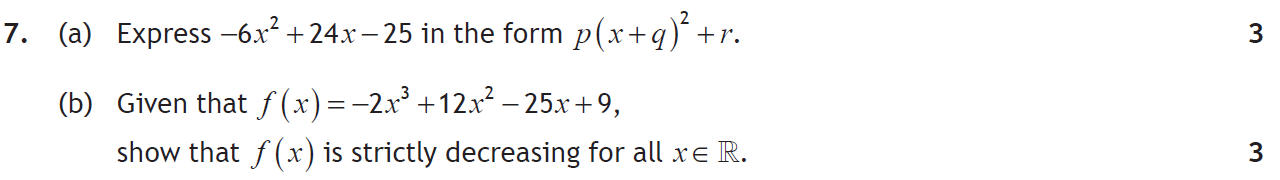 7. (a) Express −6x² + 24x − 25 in the form p(x+q)² + r. 3
(b) Given that f(x) = −2x³ + 12x² − 25x + 9,
show that f(x) is strictly decreasing for all x ∈ ℝ. 3